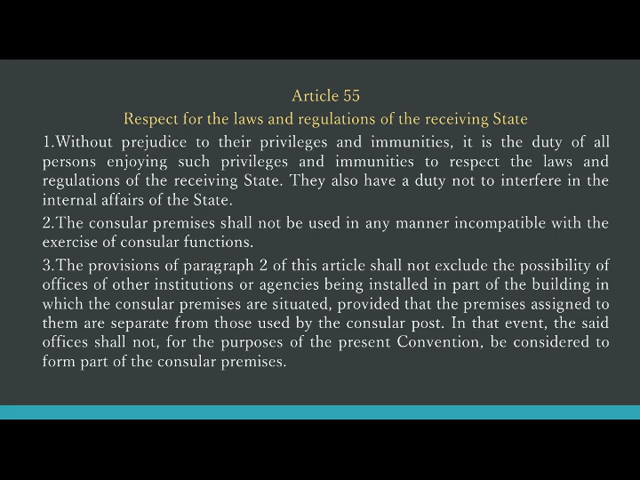 Article 55
Respect for the laws and regulations of the receiving State
1.Without prejudice to their privileges and immunities, it is the duty of all
persons enjoying such privileges and immunities to respect the laws and
regulations of the receiving State. They also have a duty not to interfere in the
internal affairs of the State.
2.The consular premises shall not be used in any manner incompatible with the
exercise of consular functions.
3.The provisions of paragraph 2 of this article shall not exclude the possibility of
offices of other institutions or agencies being installed in part of the building in
which the consular premises are situated, provided that the premises assigned to
them are separate from those used by the consular post. In that event, the said
offices shall not, for the purposes of the present Convention, be considered to
form part of the consular premises.